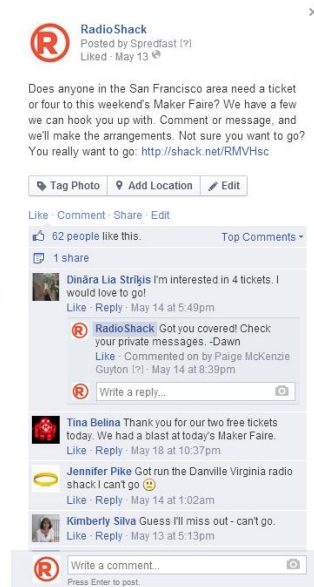 RadioShack
Posted by Spredfast [?]
Liked · May 13
Does anyone in the San Francisco area need a ticket
or four to this weekend's Maker Faire? We have a few
we can hook you up with. Comment or message, and
we'll make the arrangements. Not sure you want to go?
You really want to go: http://shack.net/RMVHsc
Tag Photo Add Location Edit
Like · Comment · Share · Edit
62 people like this. Top Comments
1 share
Dināra Lia Striķis I'm interested in 4 tickets. I
would love to go!
Like · Reply · May 14 at 5:49pm
RadioShack Got you covered! Check
your private messages. -Dawn
Like · Commented on by Paige McKenzie
Guyton [?] · May 14 at 8:39pm
Write a reply...
Tina Belina Thank you for our two free tickets
today. We had a blast at today's Maker Faire.
Like · Reply · May 18 at 10:37pm
Jennifer Pike Got run the Danville Virginia radio
shack I can't go
Like · Reply · May 14 at 1:02am
Kimberly Silva Guess I'll miss out - can't go.
Like · Reply · May 13 at 5:13pm
Write a comment...
Press Enter to post.